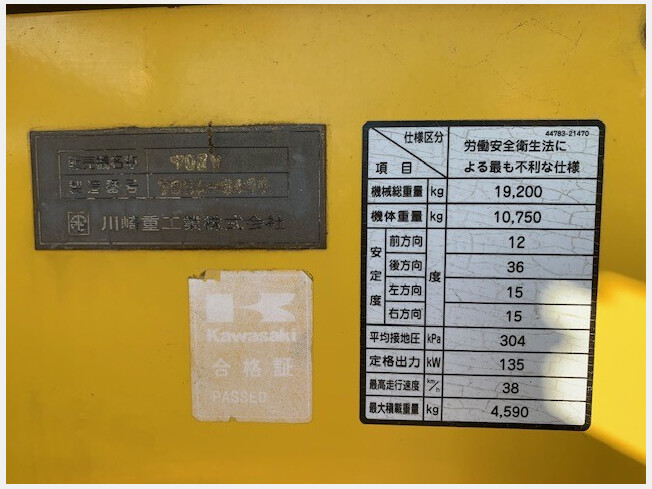 川崎重工業株式会社
Kawasaki
合格証
PASSED
44783-21470
仕様区分 労働安全衛生法に
項目 よる最も不利な仕様
機械総重量 kg 19,200
機体重量 kg 10,750
安定度 前方向 度 12
後方向 36
左方向 15
右方向 15
平均接地圧 kPa 304
定格出力 kW 135
最高走行速度 km/h 38
最大積載重量 kg 4,590